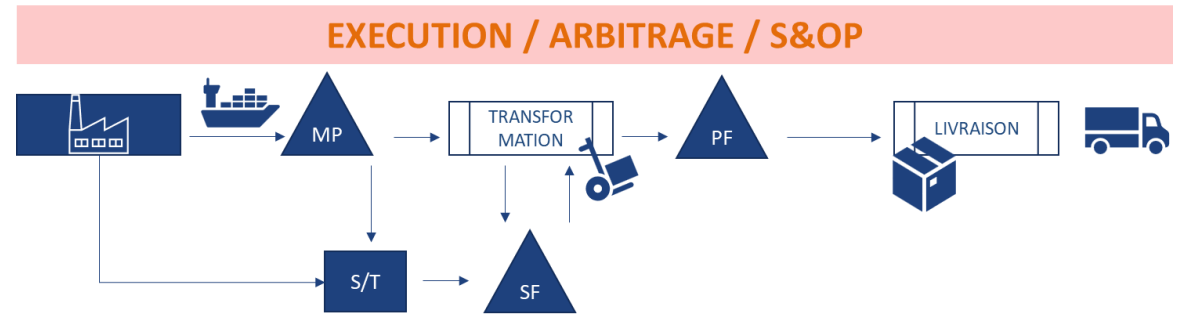 EXECUTION / ARBITRAGE / S&OP
MP
TRANSFOR
MATION
PF
LIVRAISON
S/T
SF